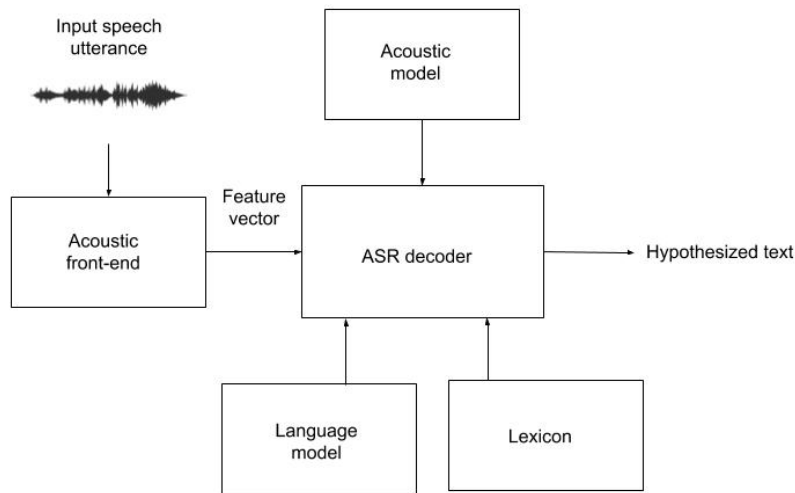 Input speech
utterance
Acoustic
model
Feature
vector
Acoustic
front-end
ASR decoder
Hypothesized text
Language
model
Lexicon